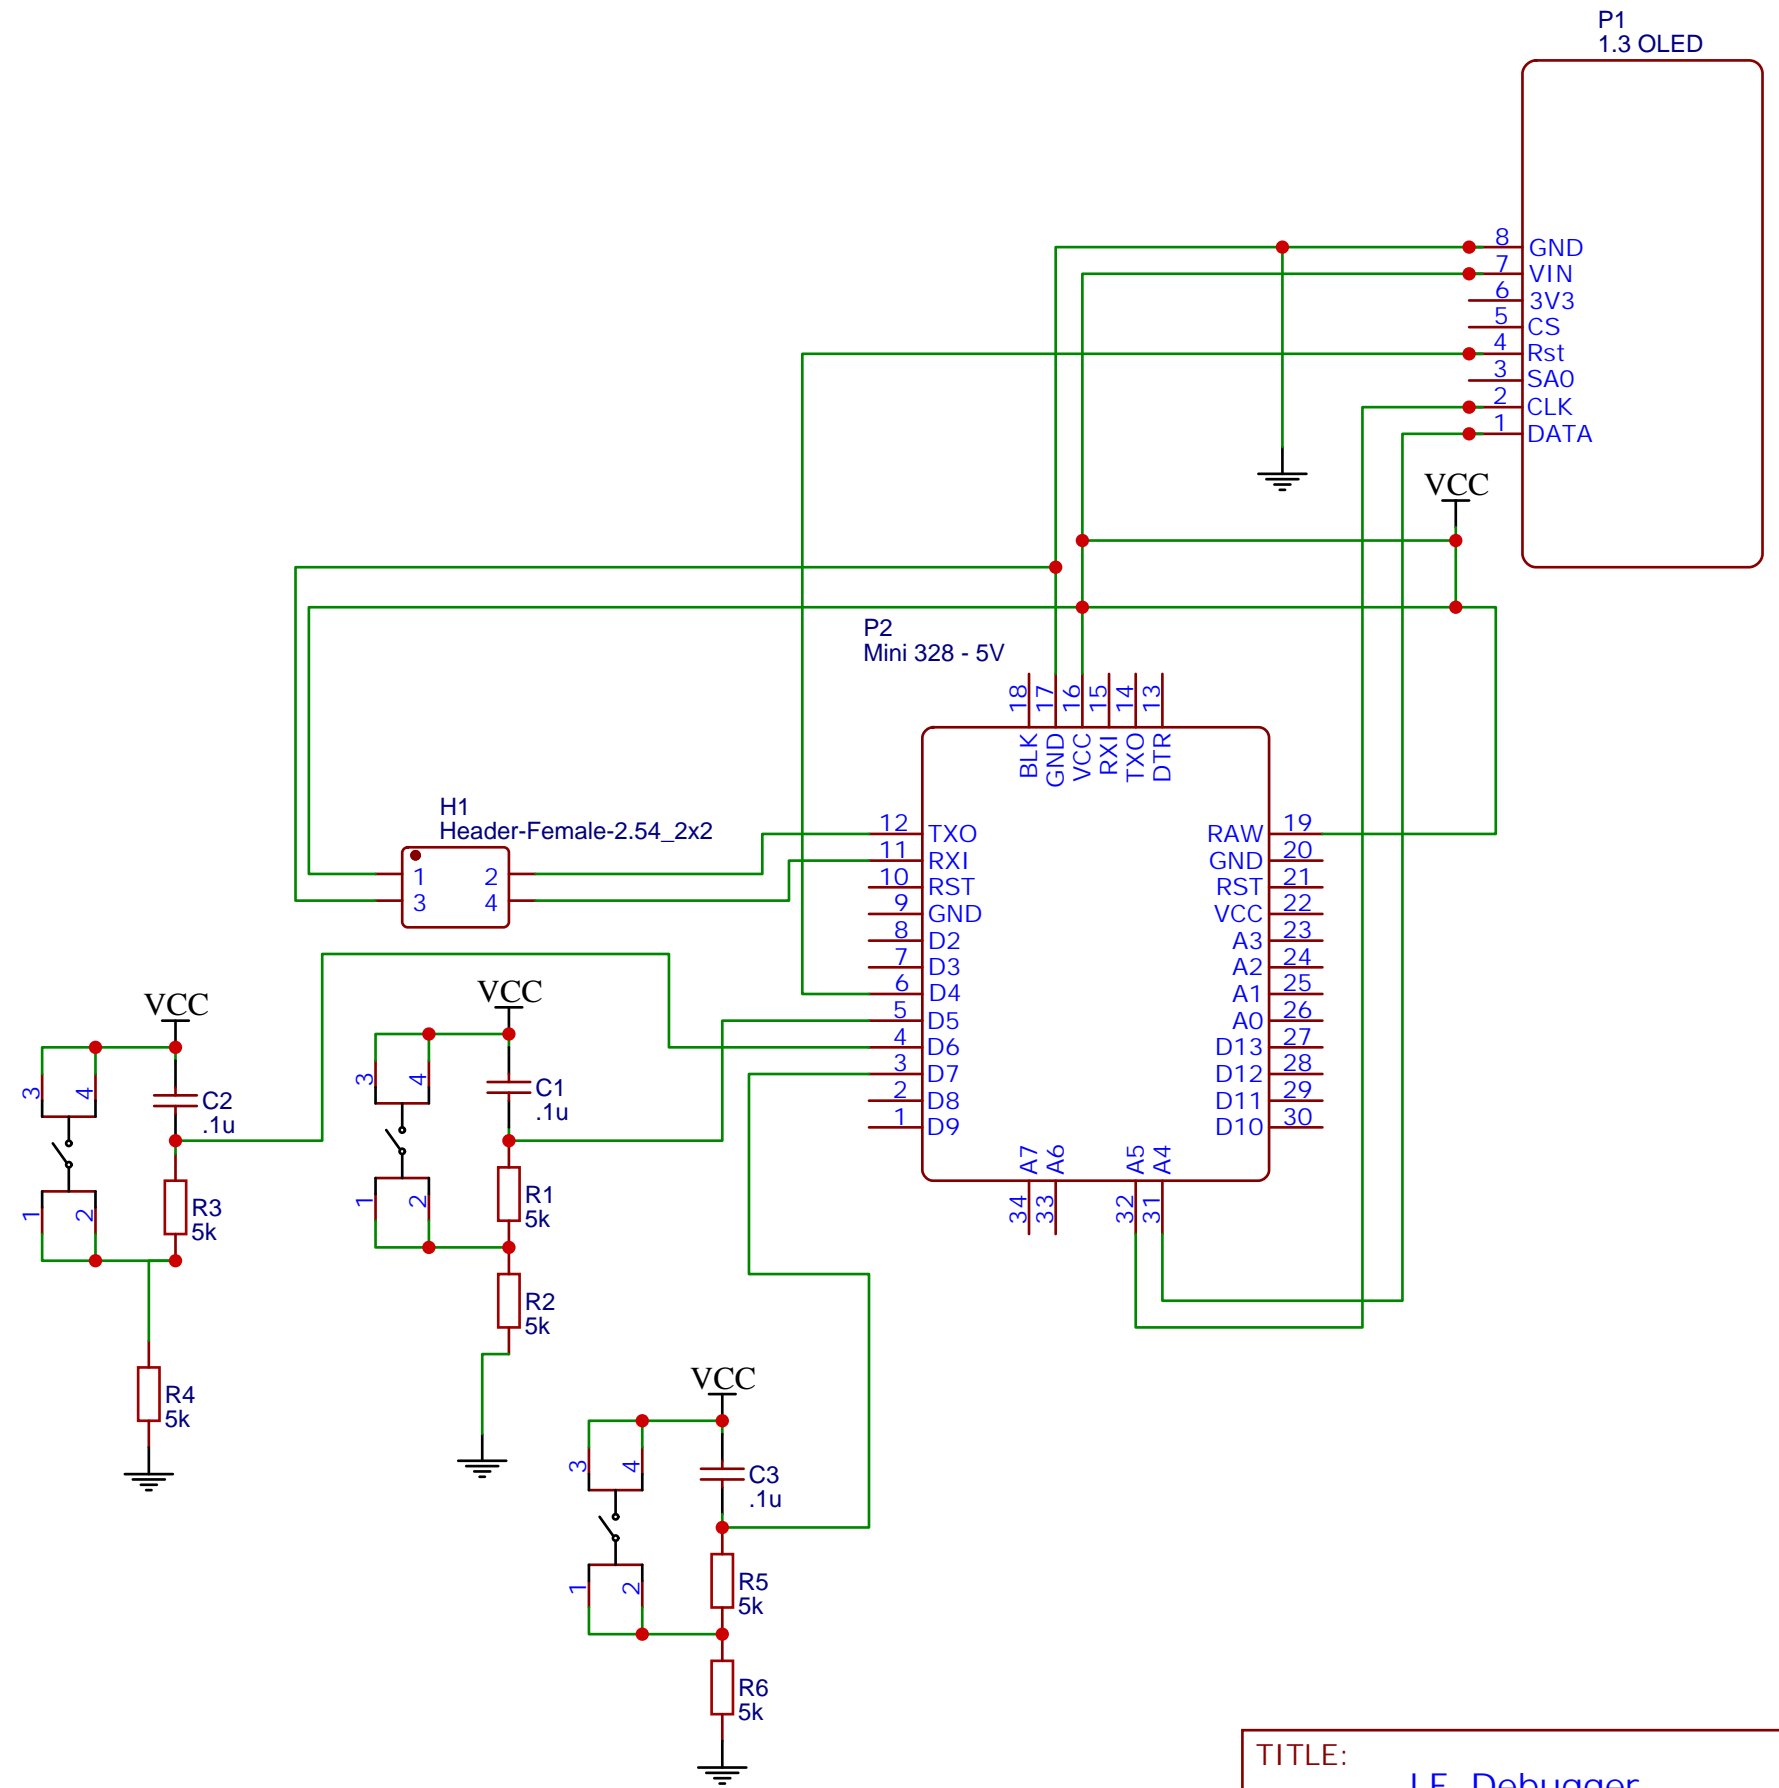 P1
1.3 OLED
8 GND
7 VIN
6 3V3
5 CS
4 Rst
3 SA0
2 CLK
1 DATA
VCC
P2
Mini 328 - 5V
18 17 16 15 14 13
BLK GND VCC RXI TXO DTR
H1
Header-Female-2.54_2x2
1 2
3 4
12 TXO
11 RXI
10 RST
9 GND
8 D2
7 D3
6 D4
5 D5
4 D6
3 D7
2 D8
1 D9
RAW 19
GND 20
RST 21
VCC 22
A3 23
A2 24
A1 25
A0 26
D13 27
D12 28
D11 29
D10 30
A7 A6 A5 A4
34 33 32 31
VCC
3 4
C2
.1u
1 2
R3
5k
R4
5k
VCC
3 4
C1
.1u
1 2
R1
5k
R2
5k
VCC
3 4
C3
.1u
1 2
R5
5k
R6
5k
TITLE:
Debugger